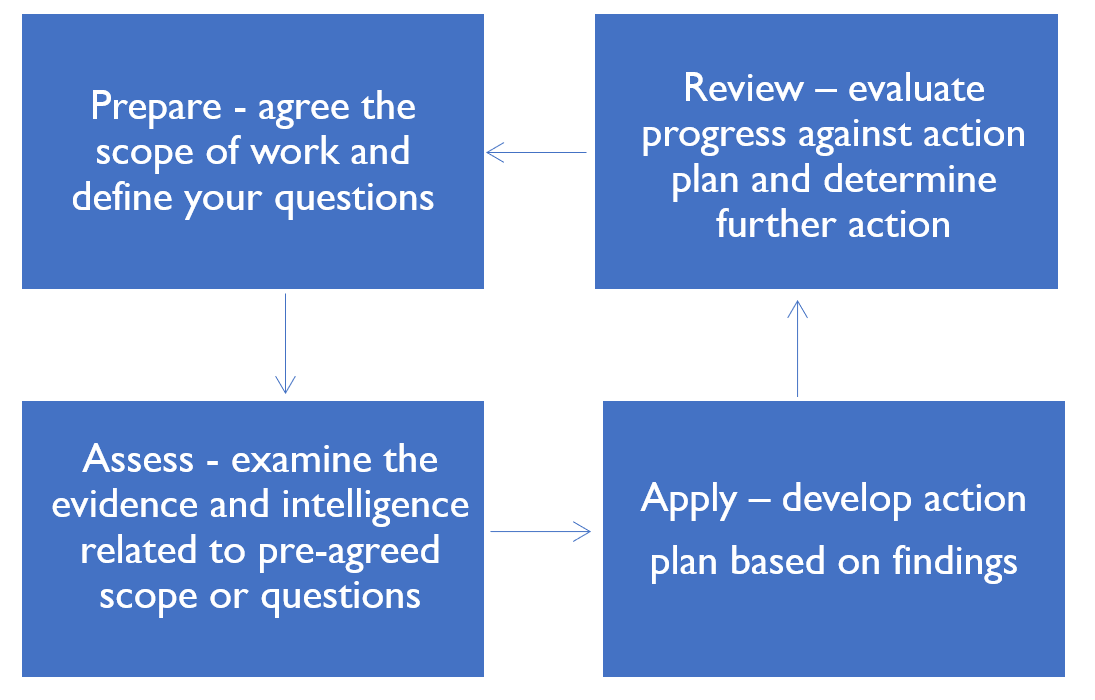 Prepare - agree the
scope of work and
define your questions
Review – evaluate
progress against action
plan and determine
further action
Assess - examine the
evidence and intelligence
related to pre-agreed
scope or questions
Apply – develop action
plan based on findings